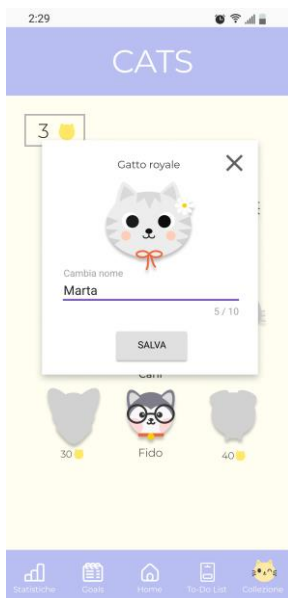 2:29
CATS
3
Gatto royale
Cambia nome
Marta
5 / 10
SALVA
Cani
30
Fido
40
Statistiche
Goals
Home
To-Do List
Collezione